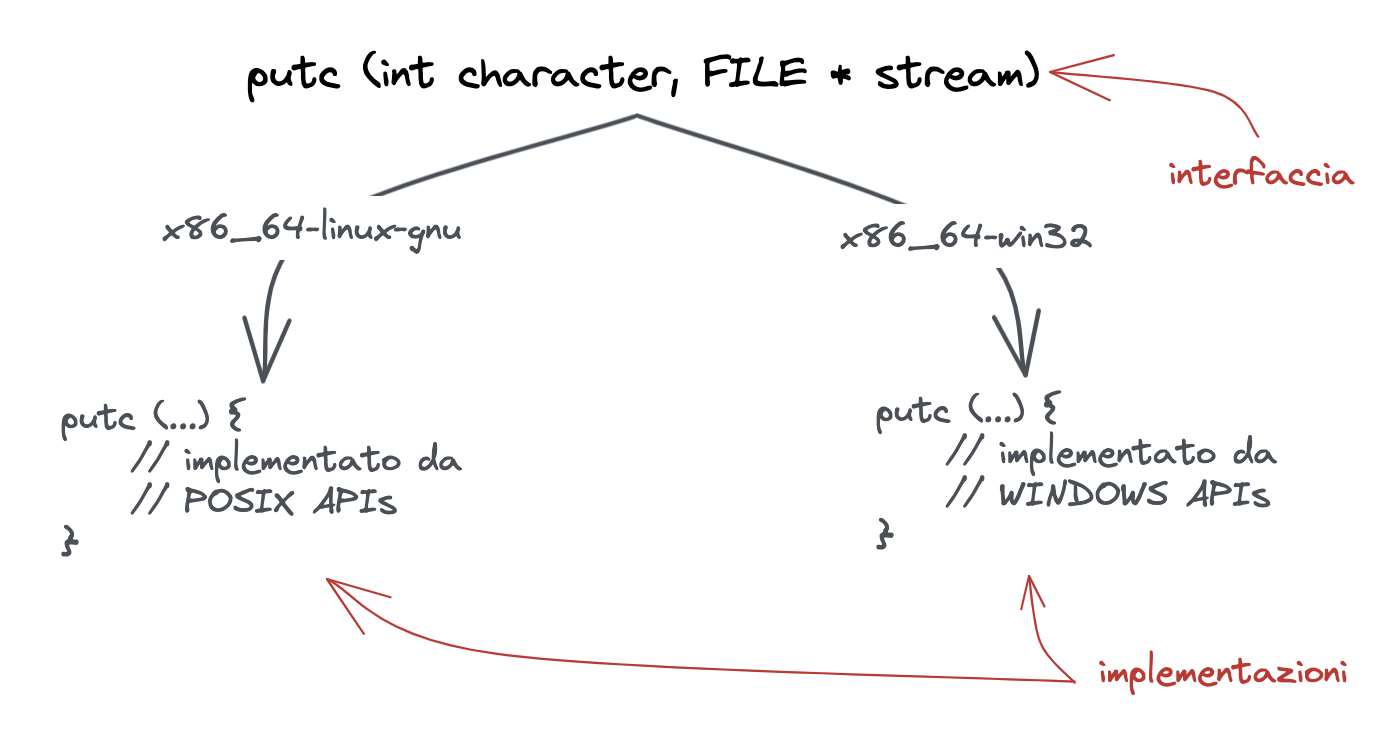 putc (int character, FILE * stream)
interfaccia
x86_64-linux-gnu
x86_64-win32
putc (...) {
// implementato da
// POSIX APIs
}
putc (...) {
// implementato da
// WINDOWS APIs
}
implementazioni